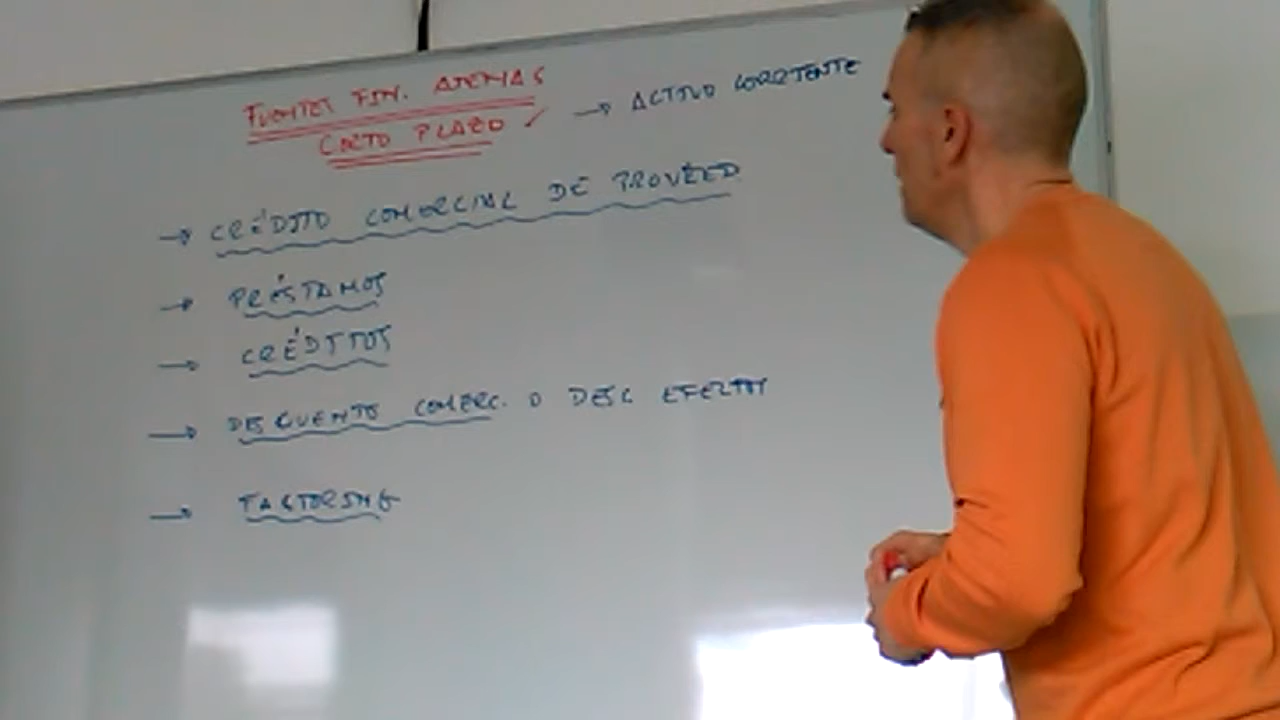 FUENTES FIN. AJENAS
CORTO PLAZO ✓ → ACTIVO CORRIENTE
→ CRÉDITO COMERCIAL DE PROVEED
→ PRÉSTAMOS
→ CRÉDITOS
→ DESCUENTO COMERC. O DESC EFECTOS
→ FACTORING